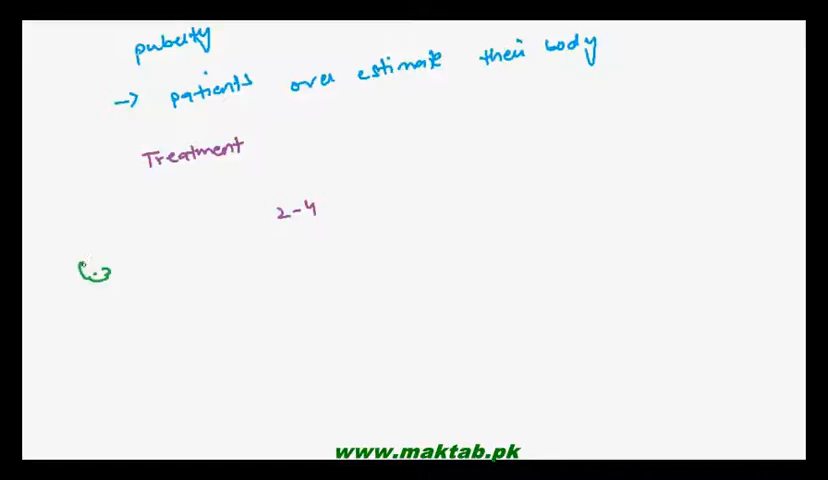 puberty
-> patients over estimate their body
Treatment
2-4
www.maktab.pk